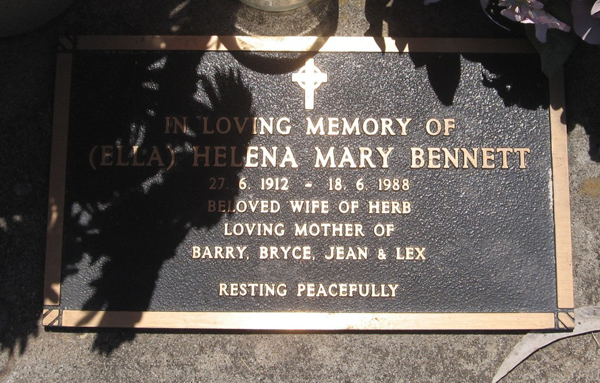 IN LOVING MEMORY OF
(ELLA) HELENA MARY BENNETT
27. 6. 1912 - 18. 6. 1988
BELOVED WIFE OF HERB
LOVING MOTHER OF
BARRY, BRYCE, JEAN & LEX
RESTING PEACEFULLY